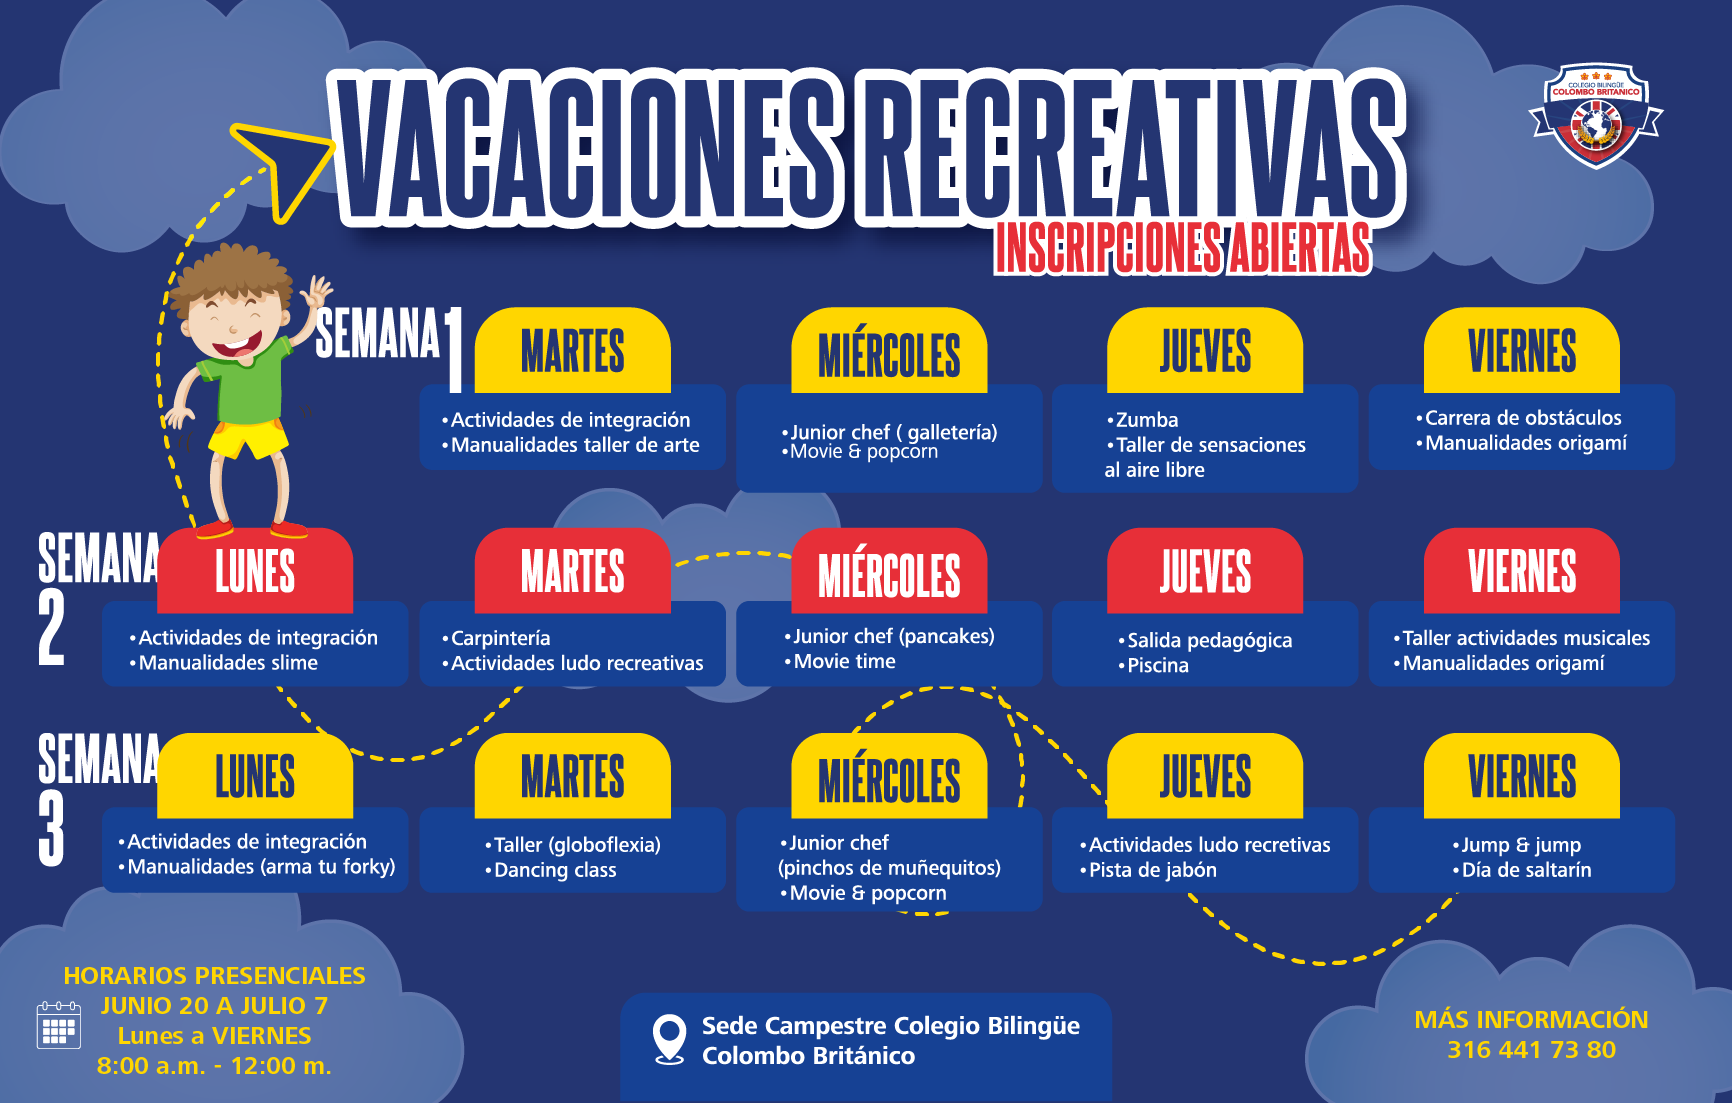 VACACIONES RECREATIVAS
INSCRIPCIONES ABIERTAS
COLEGIO BILINGÜE
COLOMBO BRITANICO
SEMANA 1
MARTES
•Actividades de integración
•Manualidades taller de arte
MIÉRCOLES
•Junior chef ( galletería)
•Movie & popcorn
JUEVES
•Zumba
•Taller de sensaciones
al aire libre
VIERNES
•Carrera de obstáculos
•Manualidades origamí
SEMANA
2
LUNES
•Actividades de integración
•Manualidades slime
MARTES
•Carpintería
•Actividades ludo recreativas
MIÉRCOLES
•Junior chef (pancakes)
•Movie time
JUEVES
•Salida pedagógica
•Piscina
VIERNES
•Taller actividades musicales
•Manualidades origamí
SEMANA
3
LUNES
•Actividades de integración
•Manualidades (arma tu forky)
MARTES
•Taller (globoflexia)
•Dancing class
MIÉRCOLES
•Junior chef
(pinchos de muñequitos)
•Movie & popcorn
JUEVES
•Actividades ludo recretivas
•Pista de jabón
VIERNES
•Jump & jump
•Día de saltarín
HORARIOS PRESENCIALES
JUNIO 20 A JULIO 7
Lunes a VIERNES
8:00 a.m. - 12:00 m.
Sede Campestre Colegio Bilingüe
Colombo Británico
MÁS INFORMACIÓN
316 441 73 80